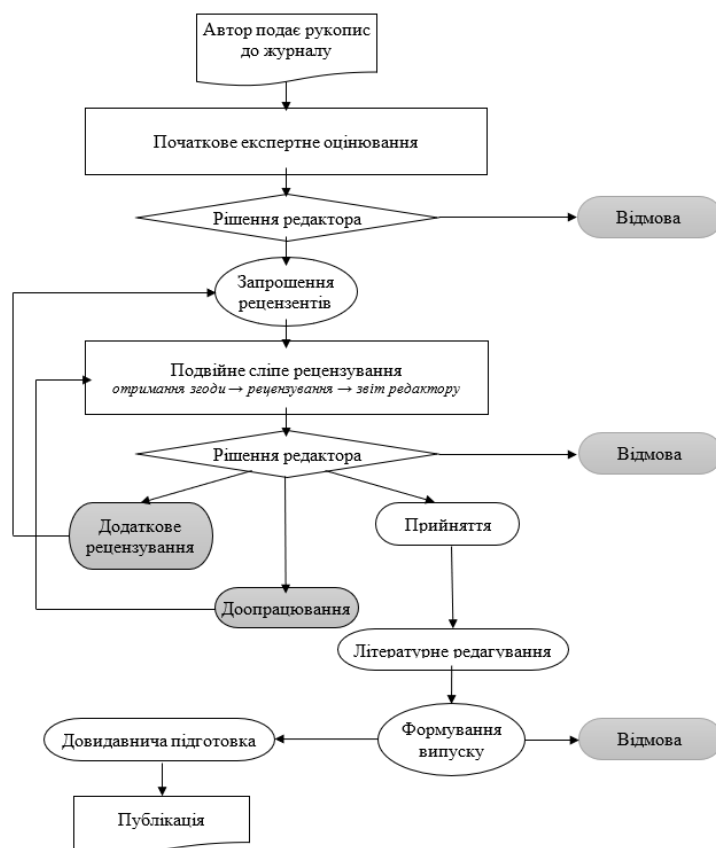 Автор подає рукопис
до журналу
Початкове експертне оцінювання
Рішення редактора
Відмова
Запрошення
рецензентів
Подвійне сліпе рецензування
отримання згоди → рецензування → звіт редактору
Рішення редактора
Відмова
Додаткове
рецензування
Прийняття
Доопрацювання
Літературне редагування
Формування
випуску
Довидавнича підготовка
Відмова
Публікація